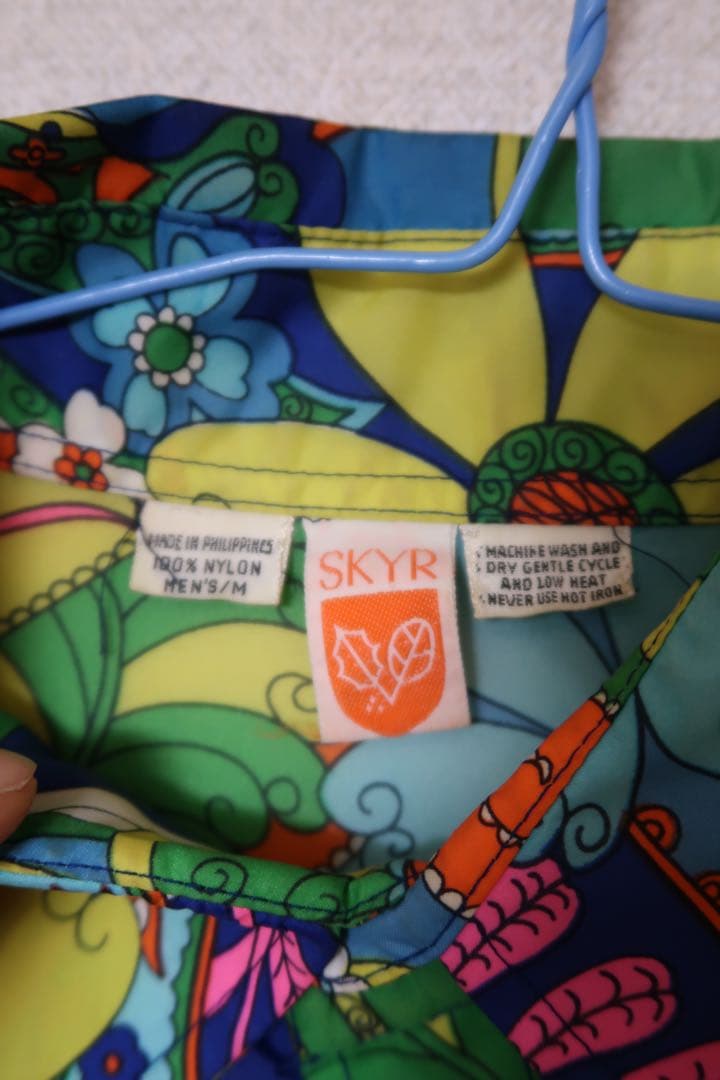 MADE IN PHILIPPINES
100% NYLON
MEN'S/M
SKYR
MACHINE WASH AND
DRY GENTLE CYCLE
AND LOW HEAT
NEVER USE HOT IRON